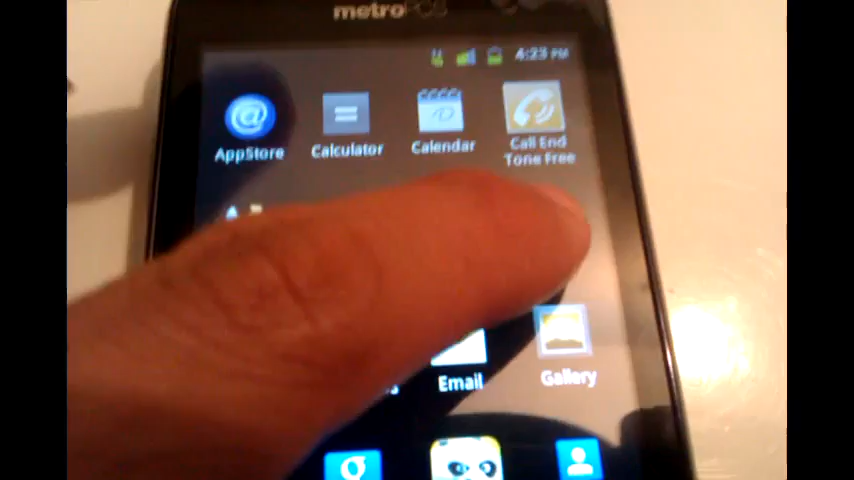 metroPCS
4:23 PM
AppStore
Calculator
Calendar
Call End
Tone Free
Email
Gallery